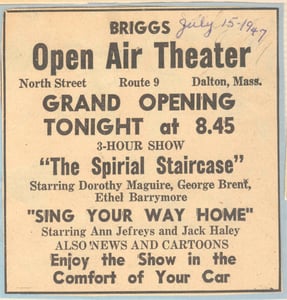 BRIGGS July 15-1947
Open Air Theater
North Street Route 9 Dalton, Mass.
GRAND OPENING
TONIGHT at 8.45
3-HOUR SHOW
"The Spirial Staircase"
Starring Dorothy Maguire, George Brent,
Ethel Barrymore
"SING YOUR WAY HOME"
Starring Ann Jefreys and Jack Haley
ALSO NEWS AND CARTOONS
Enjoy the Show in the
Comfort of Your Car